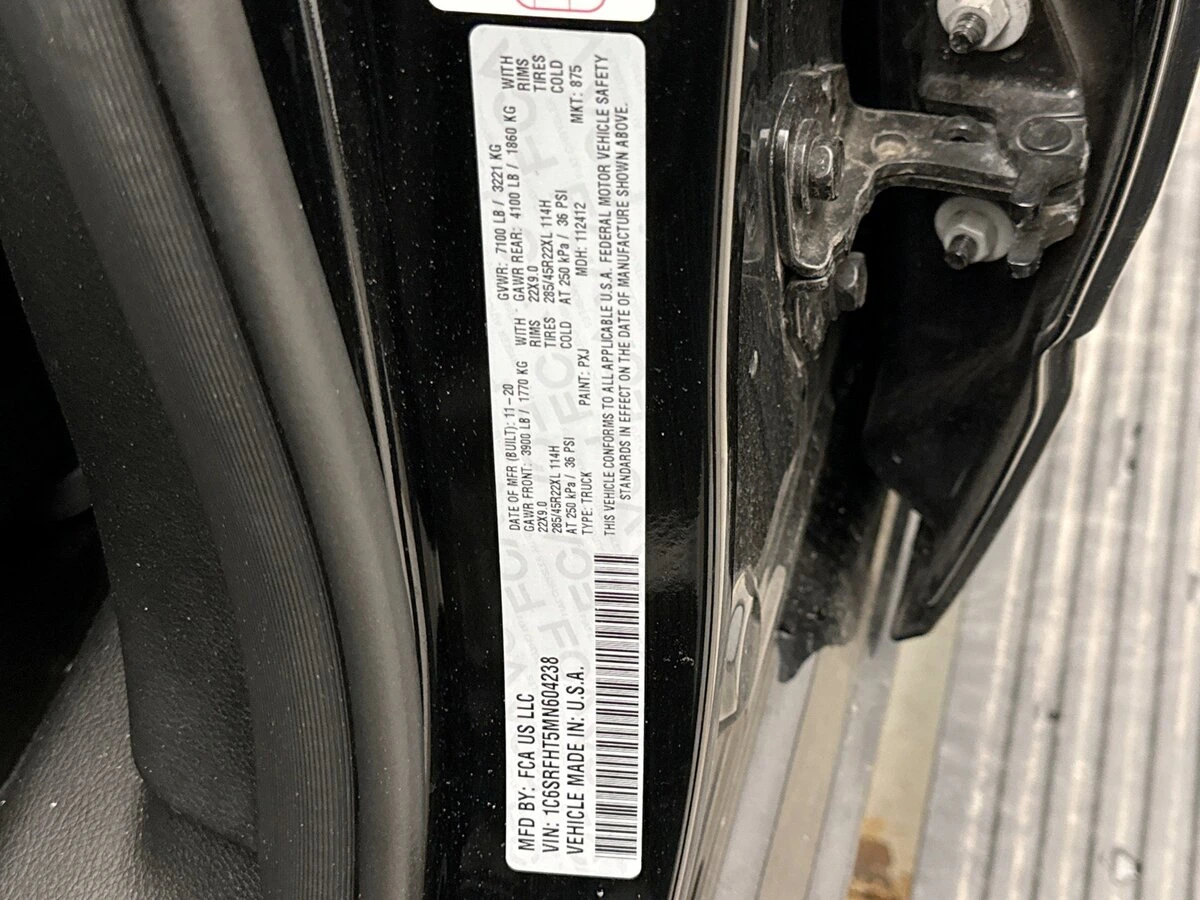 MFD BY: FCA US LLC
VIN: 1C6SRFHT5MN604238
VEHICLE MADE IN: U.S.A.
DATE OF MFR (BUILT): 11-20 GVWR: 7100 LB / 3221 KG
GAWR FRONT: 3900 LB / 1770 KG WITH GAWR REAR: 4100 LB / 1860 KG WITH
22X9.0 RIMS 22X9.0 RIMS
285/45R22XL 114H TIRES 285/45R22XL 114H TIRES
AT 250 kPa / 36 PSI COLD AT 250 kPa / 36 PSI COLD
TYPE: TRUCK PAINT: PXJ MDH: 112412 MKT: 875
THIS VEHICLE CONFORMS TO ALL APPLICABLE U.S.A. FEDERAL MOTOR VEHICLE SAFETY
STANDARDS IN EFFECT ON THE DATE OF MANUFACTURE SHOWN ABOVE.